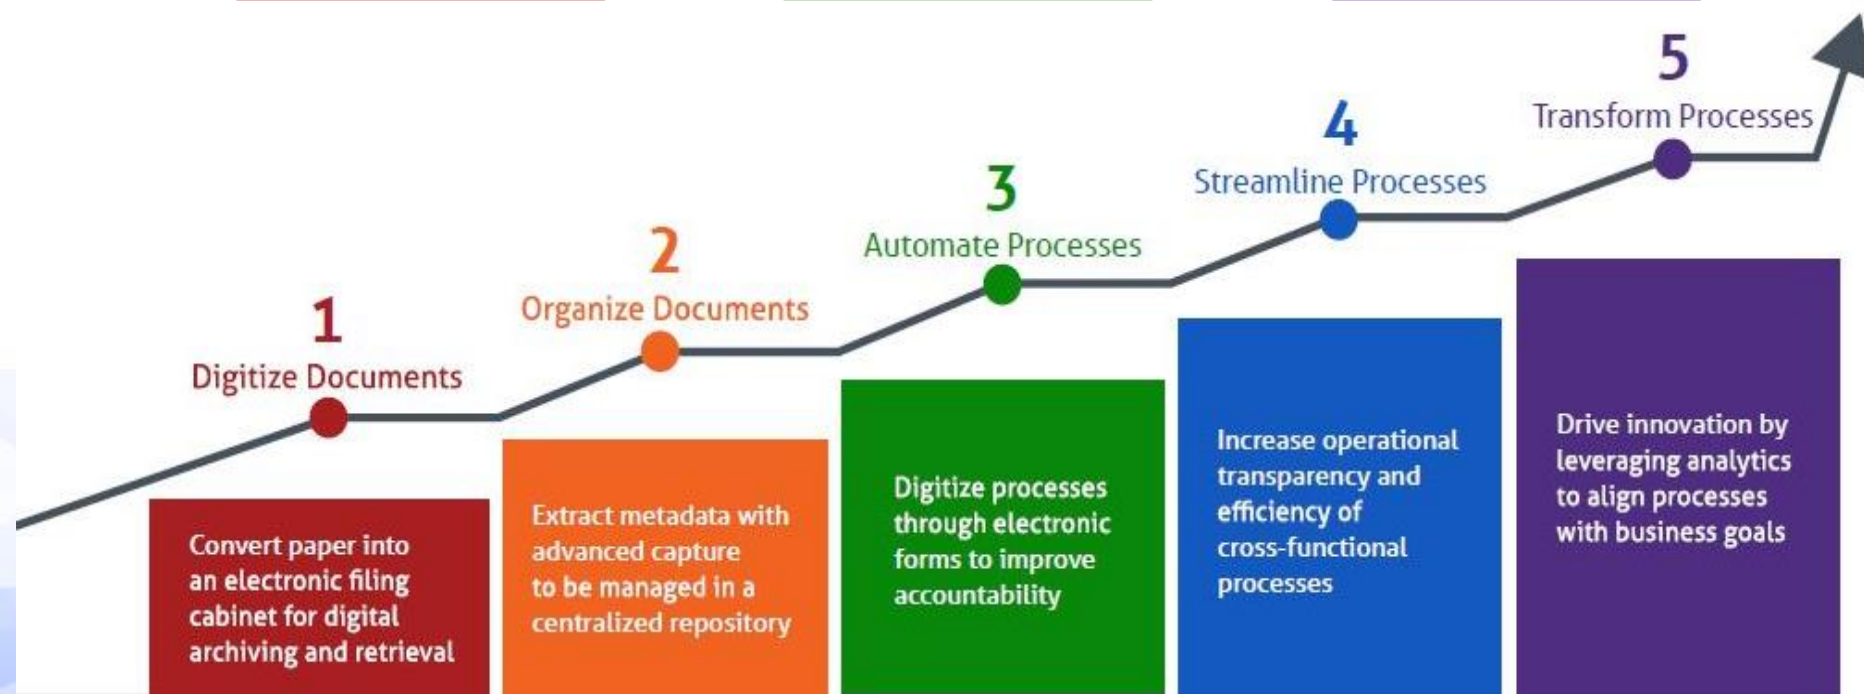 1
Digitize Documents
Convert paper into
an electronic filing
cabinet for digital
archiving and retrieval
2
Organize Documents
Extract metadata with
advanced capture
to be managed in a
centralized repository
3
Automate Processes
Digitize processes
through electronic
forms to improve
accountability
4
Streamline Processes
Increase operational
transparency and
efficiency of
cross-functional
processes
5
Transform Processes
Drive innovation by
leveraging analytics
to align processes
with business goals